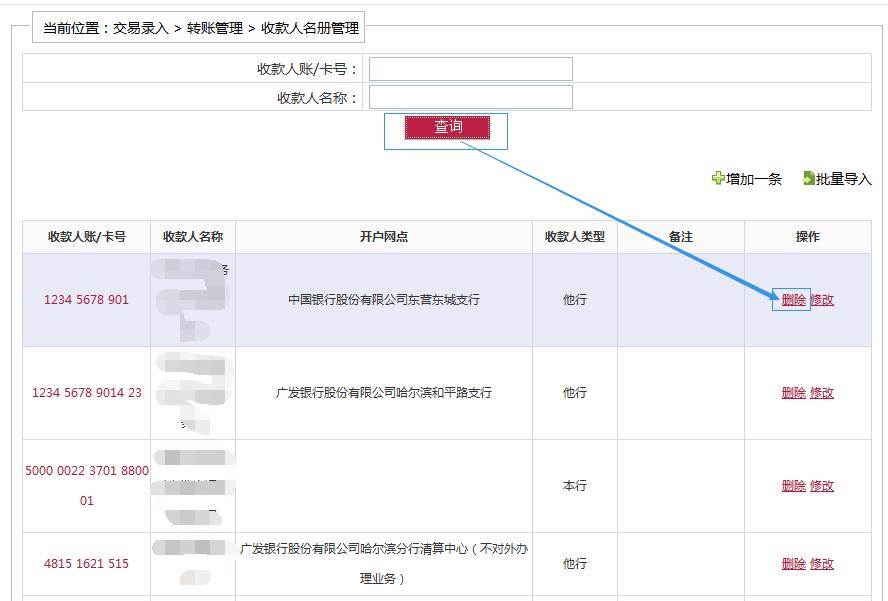 当前位置：交易录入 > 转账管理 > 收款人名册管理
收款人账/卡号：
收款人名称：
查询
增加一条 批量导入
收款人账/卡号 收款人名称 开户网点 收款人类型 备注 操作
1234 5678 901 务 中国银行股份有限公司东营东城支行 他行 删除 修改
1234 5678 9014 23 广发银行股份有限公司哈尔滨和平路支行 他行 删除 修改
5000 0022 3701 8800
01 本行 删除 修改
4815 1621 515 广发银行股份有限公司哈尔滨分行清算中心（不对外办
理业务） 他行 删除 修改